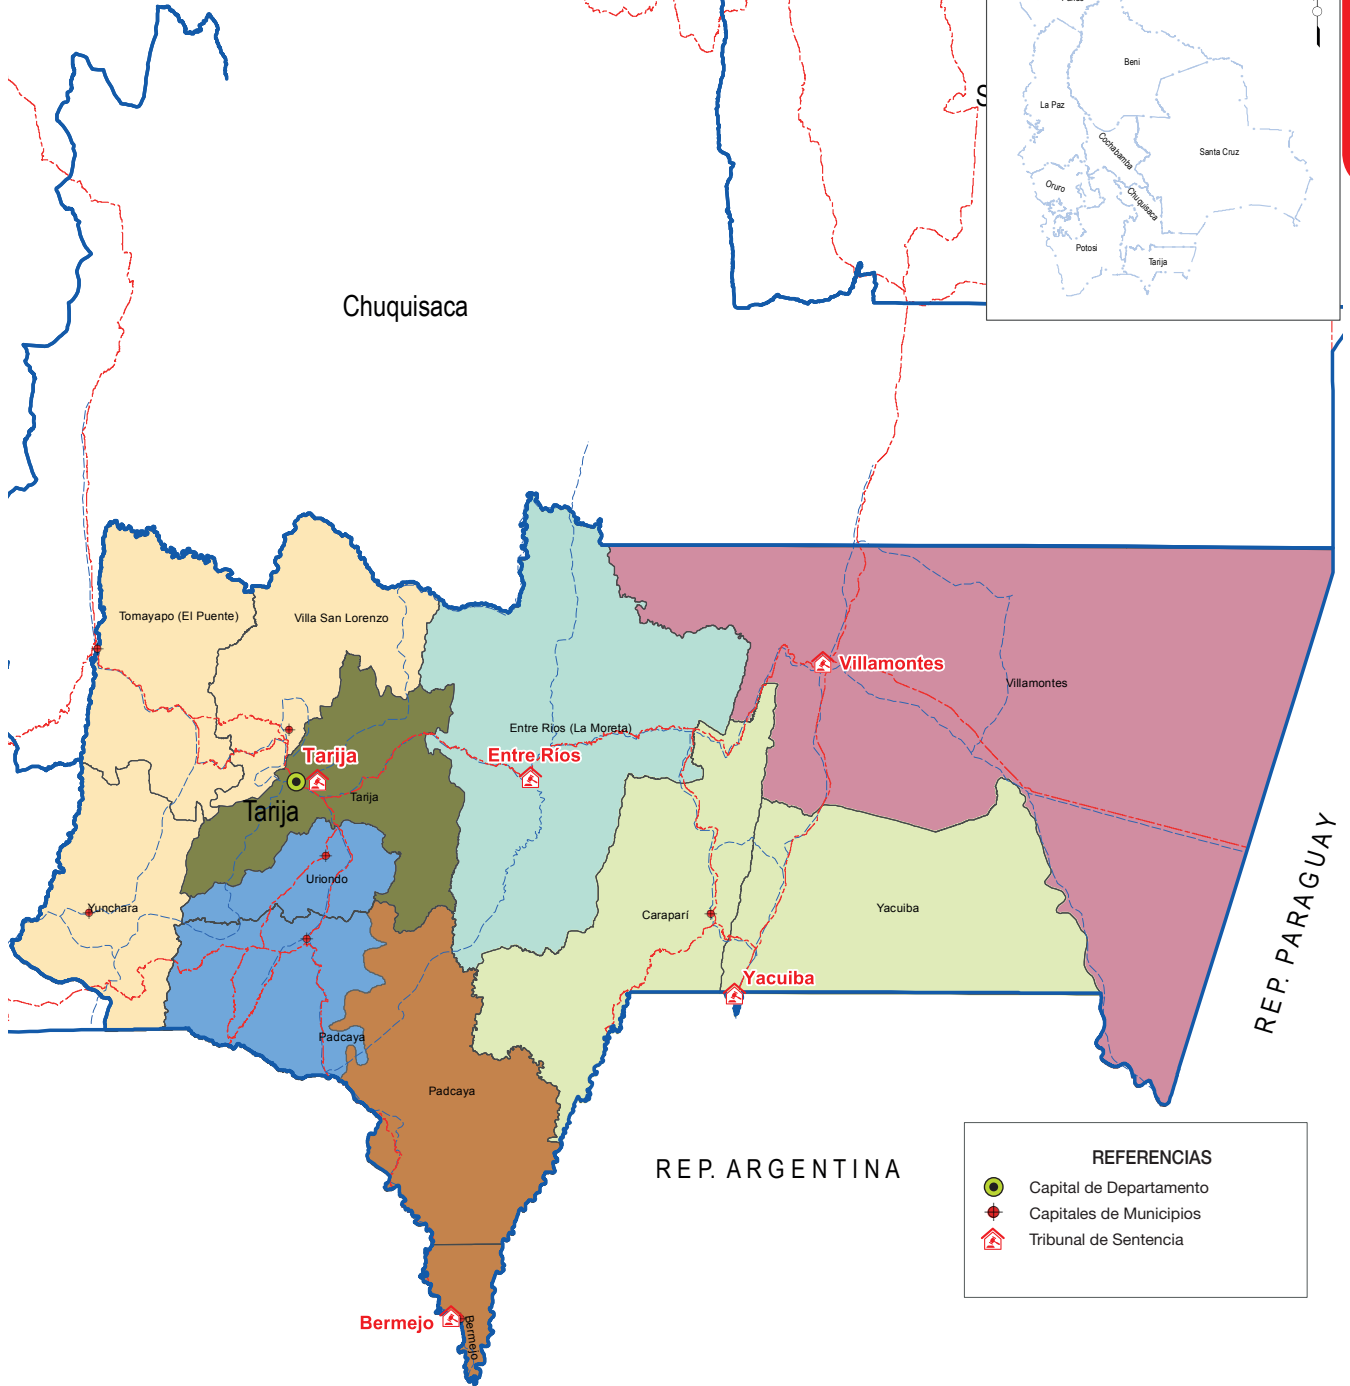 Beni
La Paz
Cochabamba
Santa Cruz
Oruro
Chuquisaca
Potosi
Tarija
S
Chuquisaca
Tomayapo (El Puente)
Villa San Lorenzo
Villamontes
Villamontes
Entre Rios (La Moreta)
Entre Ríos
Tarija
Tarija
Tarija
Uriondo
Yunchara
Caraparí
Yacuiba
Yacuiba
Padcaya
Padcaya
REP. PARAGUAY
REP. ARGENTINA
Bermejo
Bermejo
REFERENCIAS
Capital de Departamento
Capitales de Municipios
Tribunal de Sentencia